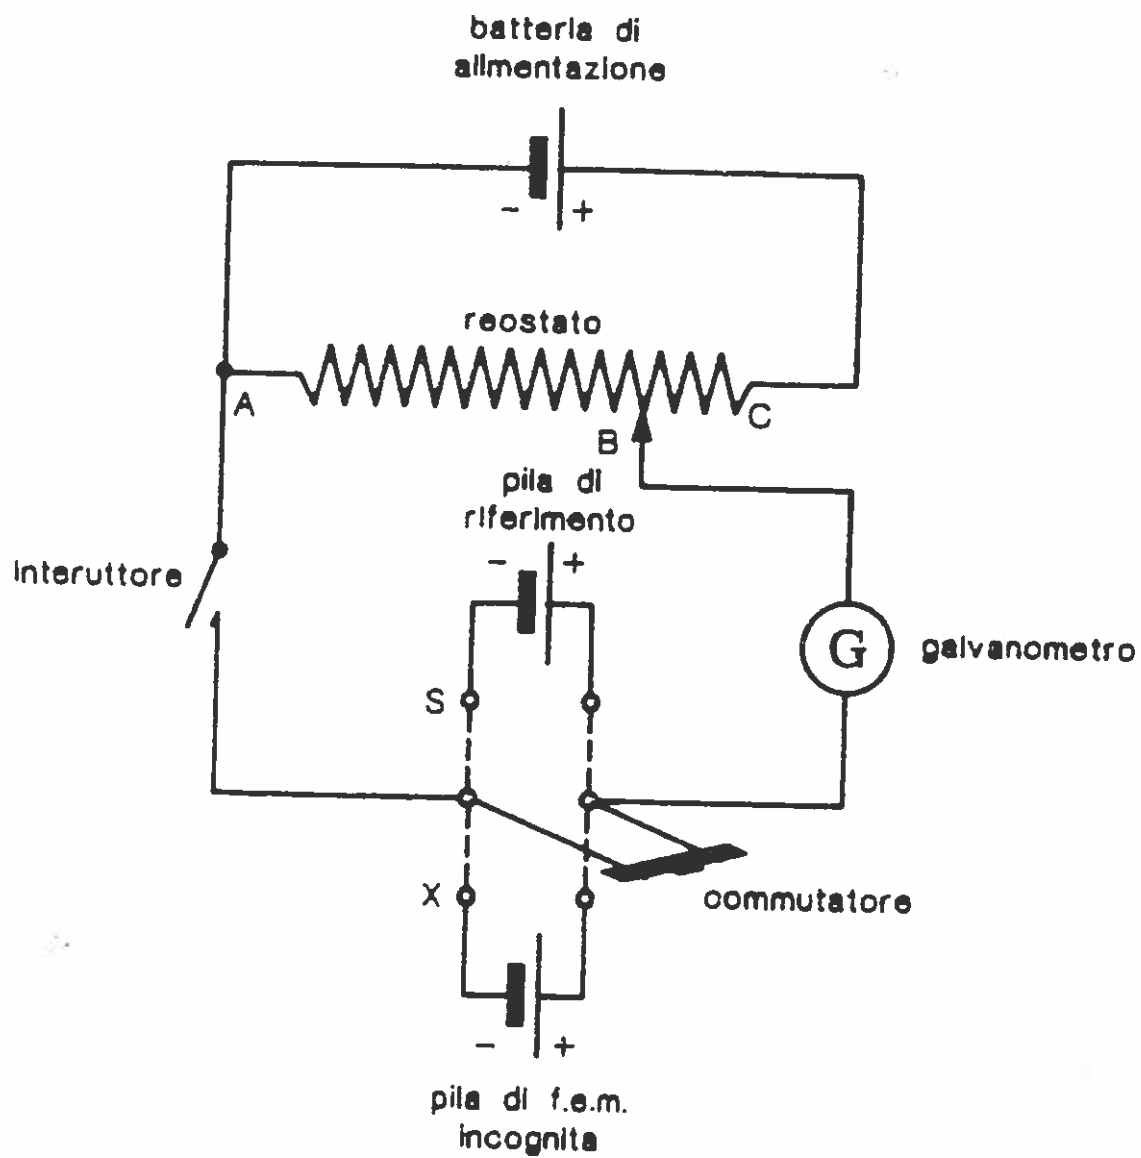 batteria di
alimentazione
- +
reostato
A
C
B
pila di
riferimento
- +
interuttore
G
galvanometro
S
X
commutatore
- +
pila di f.e.m.
incognita